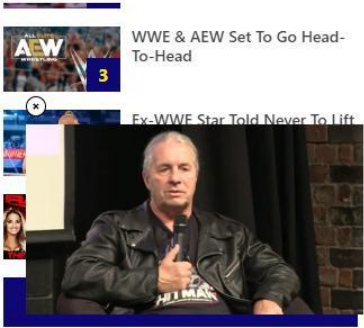 ALL ELITE
AEW
WRESTLING
3
WWE & AEW Set To Go Head-
To-Head
Ex-WWE Star Told Never To Lift
THE
HITMAN